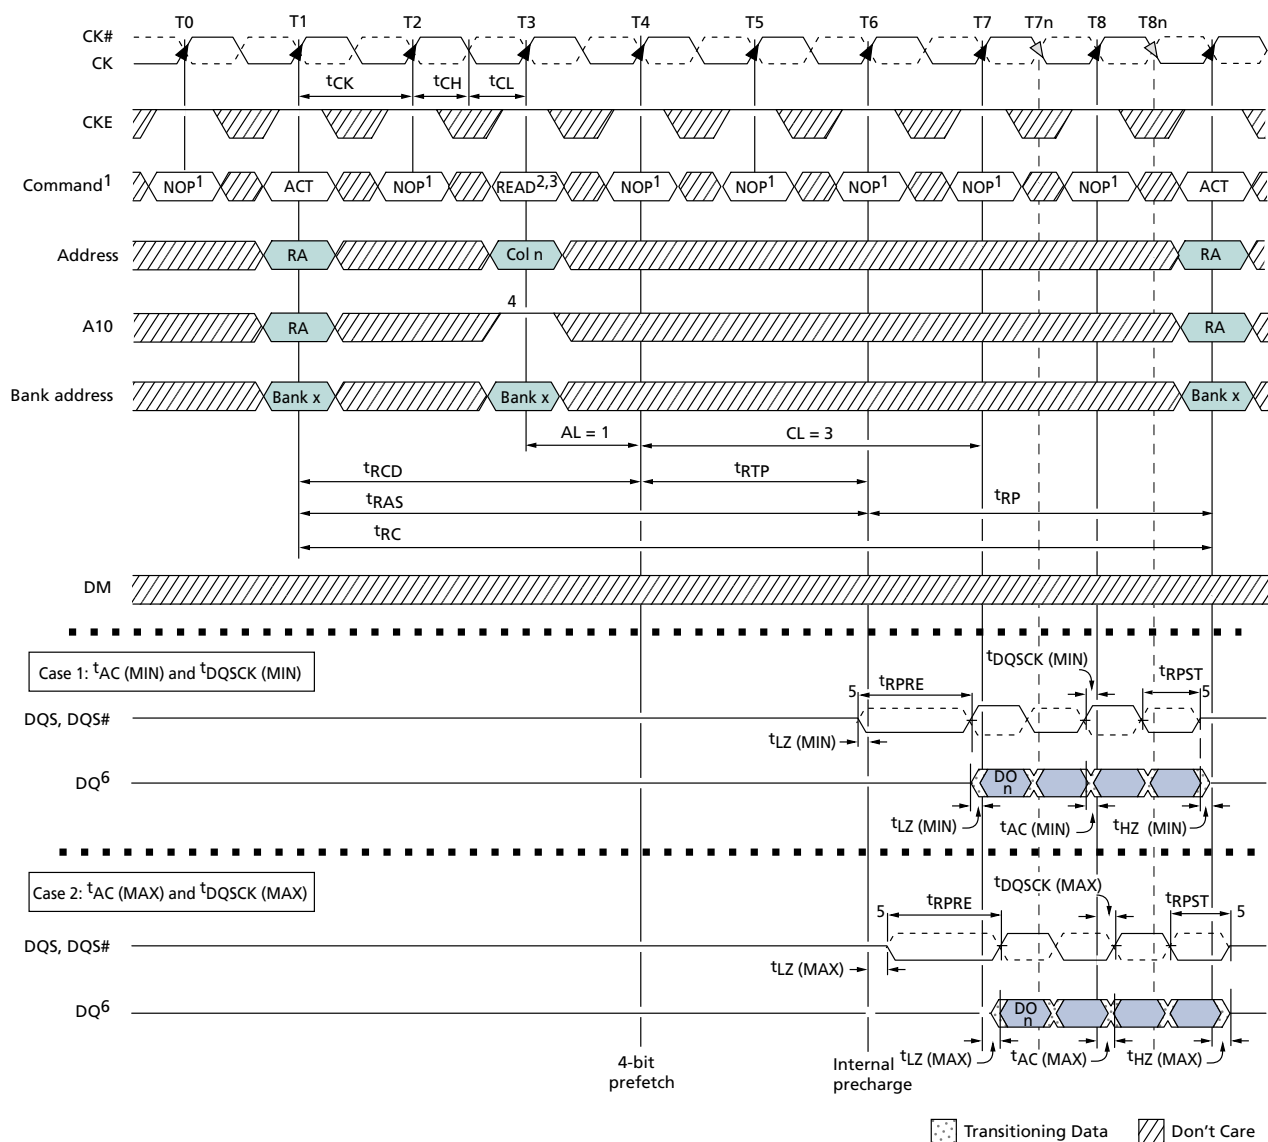 T0 T1 T2 T3 T4 T5 T6 T7 T7n T8 T8n
CK#
CK
tCK tCH tCL
CKE
Command1 NOP1 ACT NOP1 READ2,3 NOP1 NOP1 NOP1 NOP1 NOP1 ACT
Address RA Col n RA
4
A10 RA RA
Bank address Bank x Bank x Bank x
AL = 1 CL = 3
tRCD tRTP
tRAS tRP
tRC
DM
Case 1: tAC (MIN) and tDQSCK (MIN)
tDQSCK (MIN)
5 tRPRE tRPST 5
DQS, DQS#
tLZ (MIN)
DQ6 DO
n
tLZ (MIN) tAC (MIN) tHZ (MIN)
Case 2: tAC (MAX) and tDQSCK (MAX)
tDQSCK (MAX)
5 tRPRE tRPST 5
DQS, DQS#
tLZ (MAX)
DQ6 DO
n
tLZ (MAX) tAC (MAX) tHZ (MAX)
4-bit
prefetch
Internal
precharge
Transitioning Data Don't Care